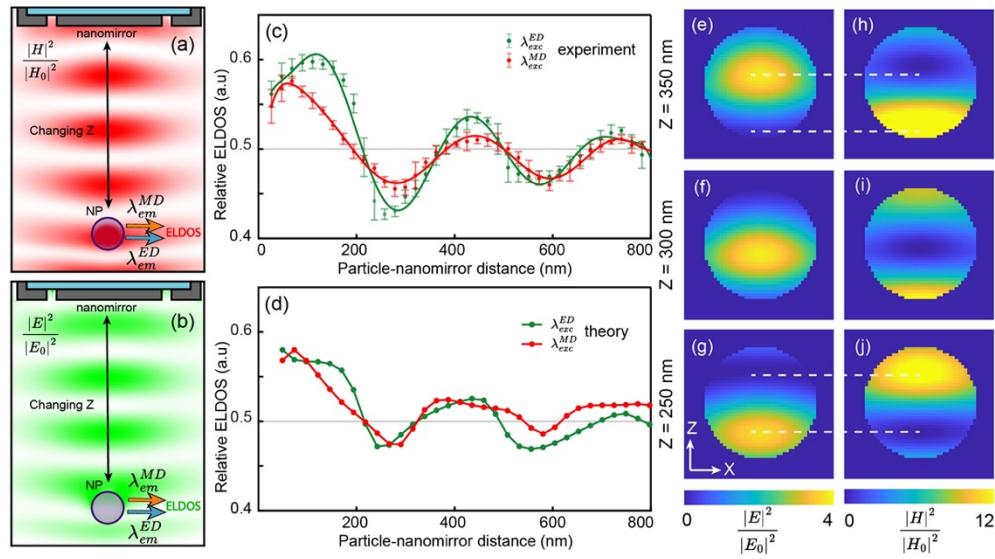 (a)
nanomirror
|H|²
|H₀|²
Changing Z
NP
λ_em^MD
ELDOS
λ_em^ED
(b)
nanomirror
|E|²
|E₀|²
Changing Z
NP
λ_em^MD
ELDOS
λ_em^ED
(c)
λ_exc^ED
λ_exc^MD
experiment
Relative ELDOS (a.u)
0.6
0.5
0.4
0
200
400
600
800
Particle-nanomirror distance (nm)
(d)
λ_exc^ED
λ_exc^MD
theory
Relative ELDOS (a.u)
0.6
0.5
0.4
200
400
600
800
Particle-nanomirror distance (nm)
Z = 350 nm
(e)
(h)
Z = 300 nm
(f)
(i)
Z = 250 nm
(g)
Z
X
(j)
0
|E|²
|E₀|²
4
0
|H|²
|H₀|²
12